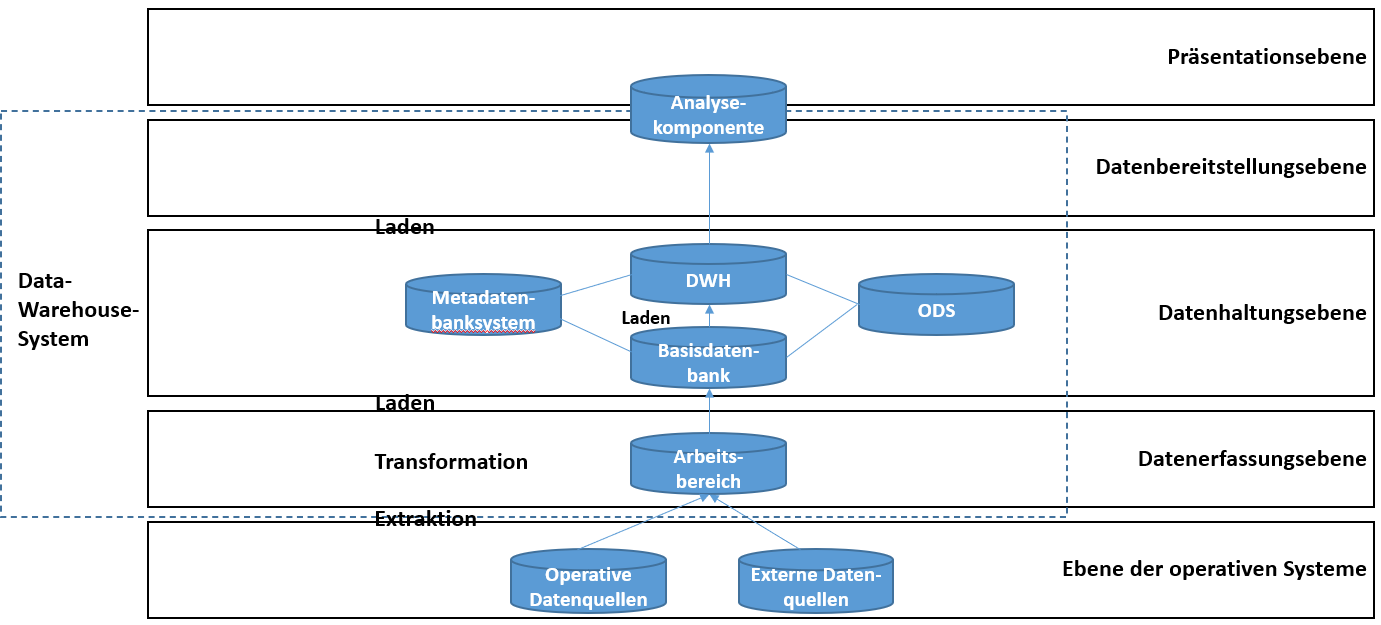 Präsentationsebene
Analyse-
komponente
Datenbereitstellungsebene
Laden
Data-
Warehouse-
System
Metadaten-
banksystem
DWH
ODS
Datenhaltungsebene
Laden
Basisdaten-
bank
Laden
Transformation
Arbeits-
bereich
Datenerfassungsebene
Extraktion
Operative
Datenquellen
Externe Daten-
quellen
Ebene der operativen Systeme